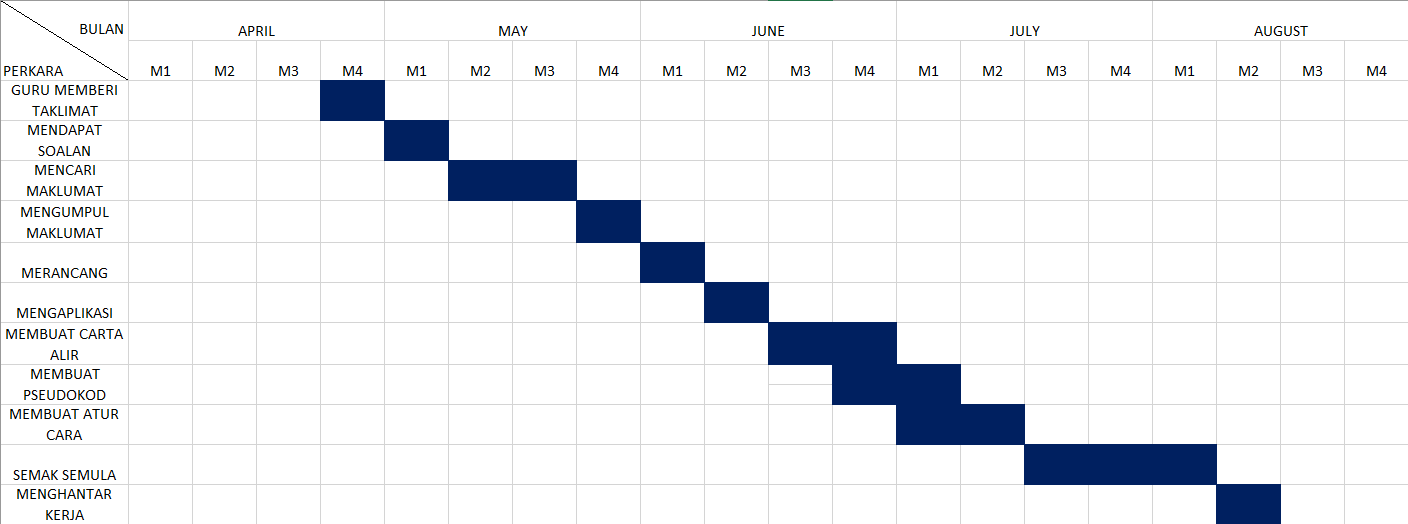 BULAN
APRIL MAY JUNE JULY AUGUST
PERKARA M1 M2 M3 M4 M1 M2 M3 M4 M1 M2 M3 M4 M1 M2 M3 M4 M1 M2 M3 M4
GURU MEMBERI
TAKLIMAT
MENDAPAT
SOALAN
MENCARI
MAKLUMAT
MENGUMPUL
MAKLUMAT
MERANCANG
MENGAPLIKASI
MEMBUAT CARTA
ALIR
MEMBUAT
PSEUDOKOD
MEMBUAT ATUR
CARA
SEMAK SEMULA
MENGHANTAR
KERJA